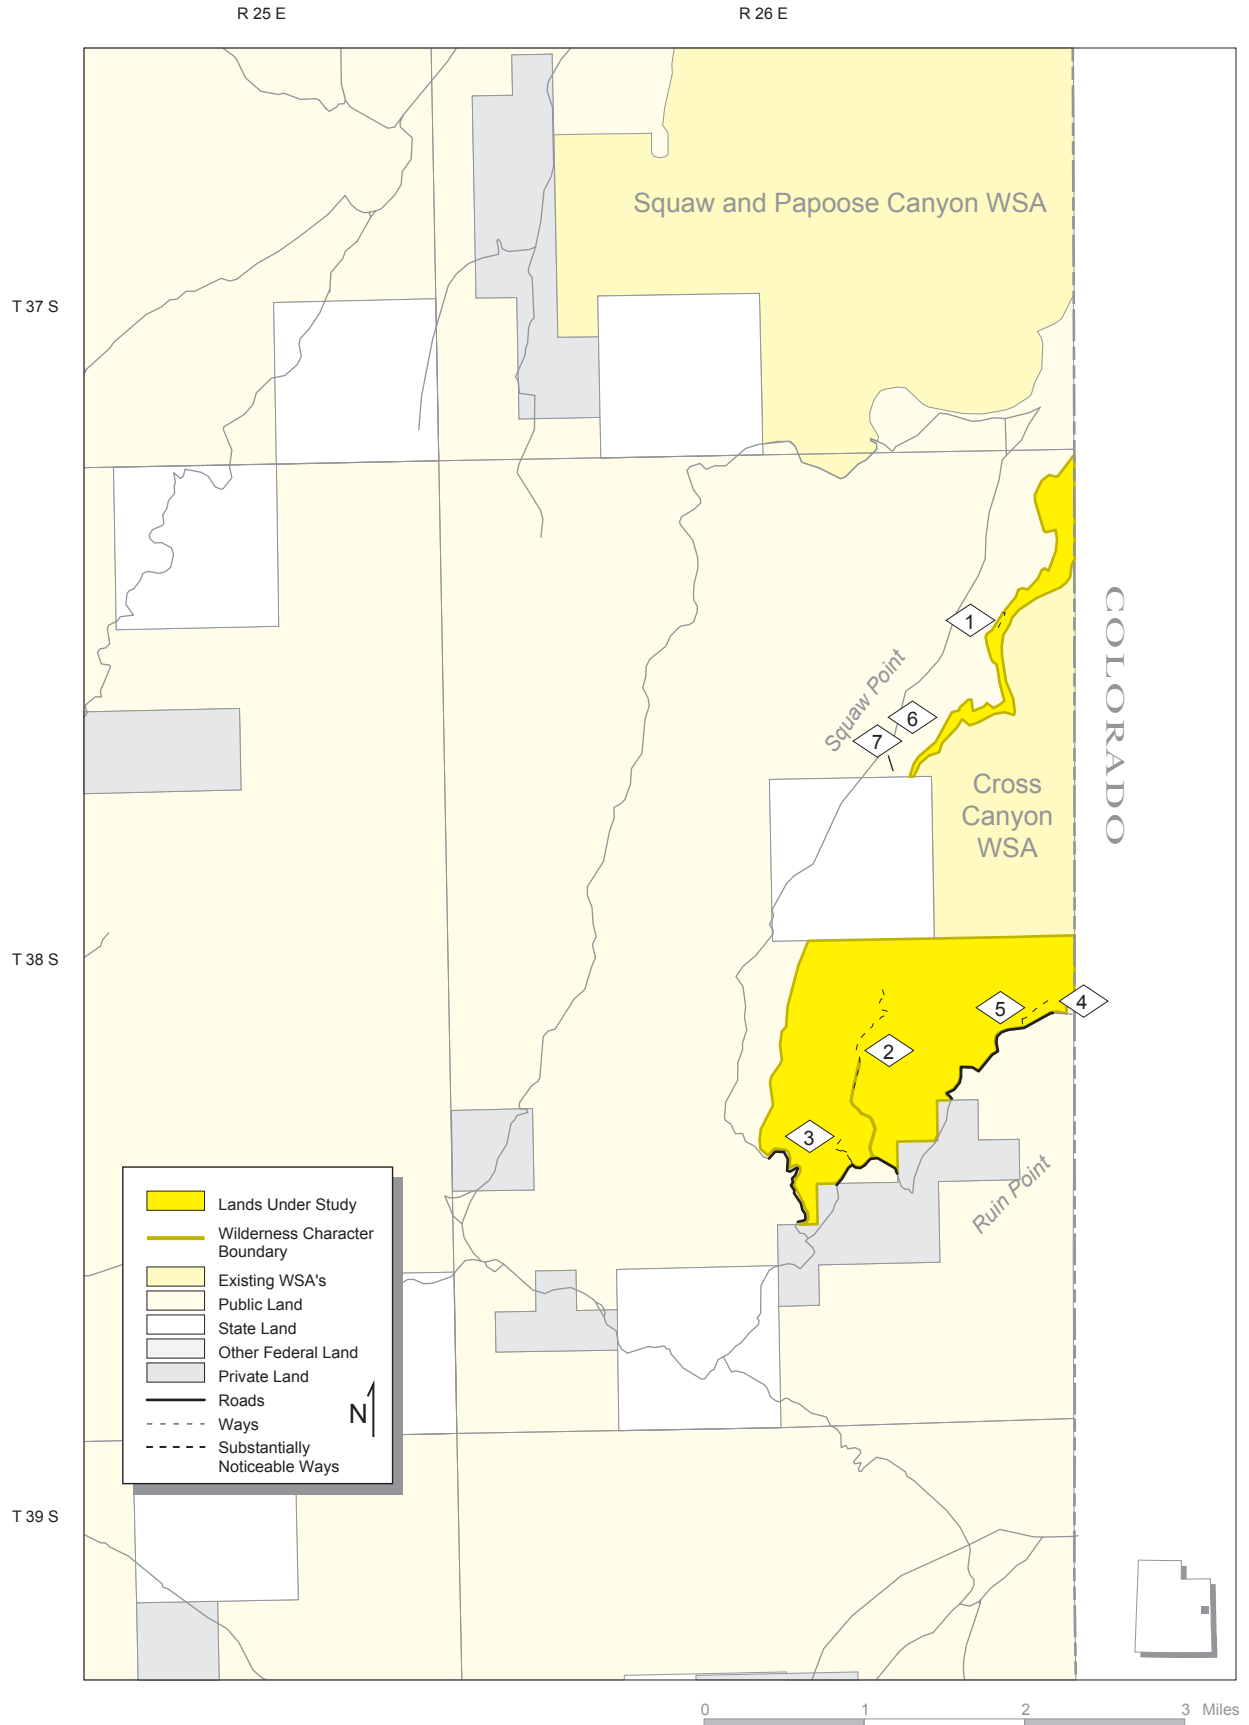 R 25 E
R 26 E
Squaw and Papoose Canyon WSA
T 37 S
COLORADO
1
Squaw Point
6
7
Cross
Canyon
WSA
T 38 S
5
4
2
3
Ruin Point
Lands Under Study
Wilderness Character
Boundary
Existing WSA's
Public Land
State Land
Other Federal Land
Private Land
Roads
N
Ways
Substantially
Noticeable Ways
T 39 S
0 1 2 3 Miles